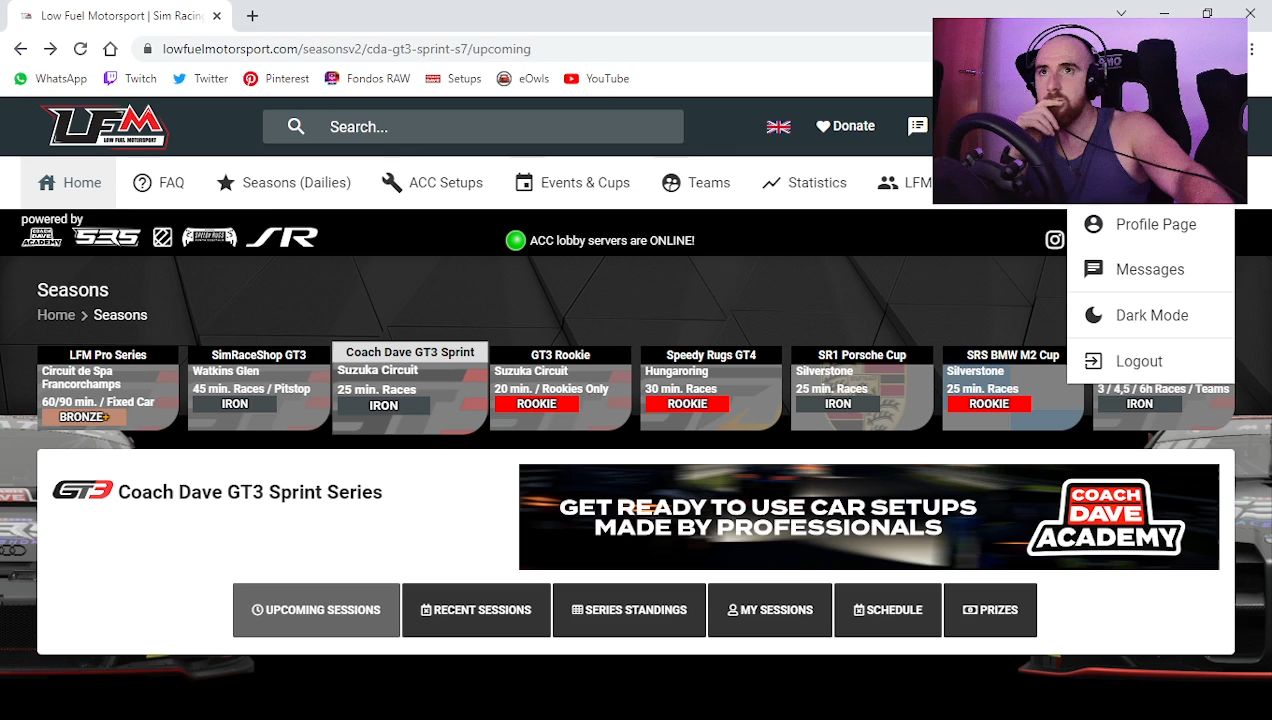 Low Fuel Motorsport | Sim Racing
lowfuelmotorsport.com/seasonsv2/cda-gt3-sprint-s7/upcoming
WhatsApp Twitch Twitter Pinterest Fondos RAW Setups eOwls YouTube
LFM
LOW FUEL MOTORSPORT
Search...
Donate
Home FAQ Seasons (Dailies) ACC Setups Events & Cups Teams Statistics LFM
powered by
COACH DAVE ACADEMY S35 SPEEDY RUGS SR
ACC lobby servers are ONLINE!
Profile Page
Messages
Dark Mode
Logout
Seasons
Home > Seasons
LFM Pro Series
Circuit de Spa
Francorchamps
60/90 min. / Fixed Car
BRONZE+
SimRaceShop GT3
Watkins Glen
45 min. Races / Pitstop
IRON
Coach Dave GT3 Sprint
Suzuka Circuit
25 min. Races
IRON
GT3 Rookie
Suzuka Circuit
20 min. / Rookies Only
ROOKIE
Speedy Rugs GT4
Hungaroring
30 min. Races
ROOKIE
SR1 Porsche Cup
Silverstone
25 min. Races
IRON
SRS BMW M2 Cup
Silverstone
25 min. Races
ROOKIE
3 / 4,5 / 6h Races / Teams
IRON
GT3 Coach Dave GT3 Sprint Series
GET READY TO USE CAR SETUPS
MADE BY PROFESSIONALS
COACH
DAVE
ACADEMY
UPCOMING SESSIONS RECENT SESSIONS SERIES STANDINGS MY SESSIONS SCHEDULE PRIZES